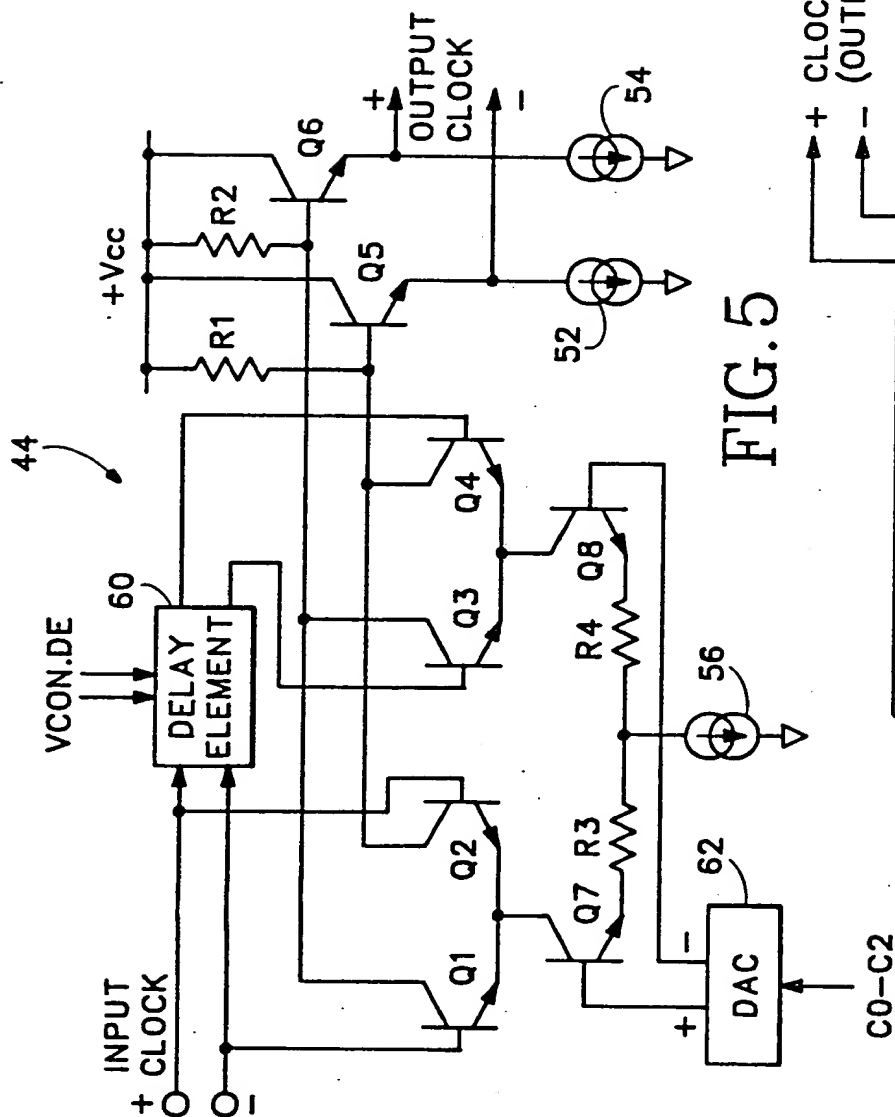 44
INPUT
CLOCK
+
-
VCON.DE
DELAY
ELEMENT
60
+Vcc
R1
R2
Q5
Q6
+
OUTPUT
CLOCK
-
Q1
Q2
Q3
Q4
52
54
Q7
R3
R4
Q8
56
+
-
DAC
62
C0-C2
FIG. 5
+ CLOC
- (OUTP